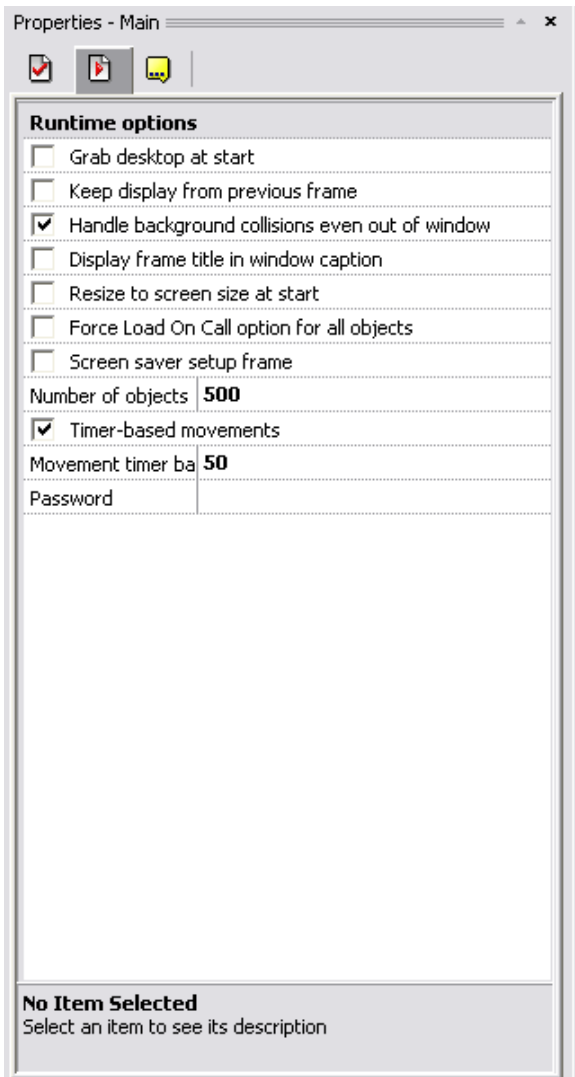 Properties - Main
Runtime options
Grab desktop at start
Keep display from previous frame
Handle background collisions even out of window
Display frame title in window caption
Resize to screen size at start
Force Load On Call option for all objects
Screen saver setup frame
Number of objects 500
Timer-based movements
Movement timer ba 50
Password
No Item Selected
Select an item to see its description